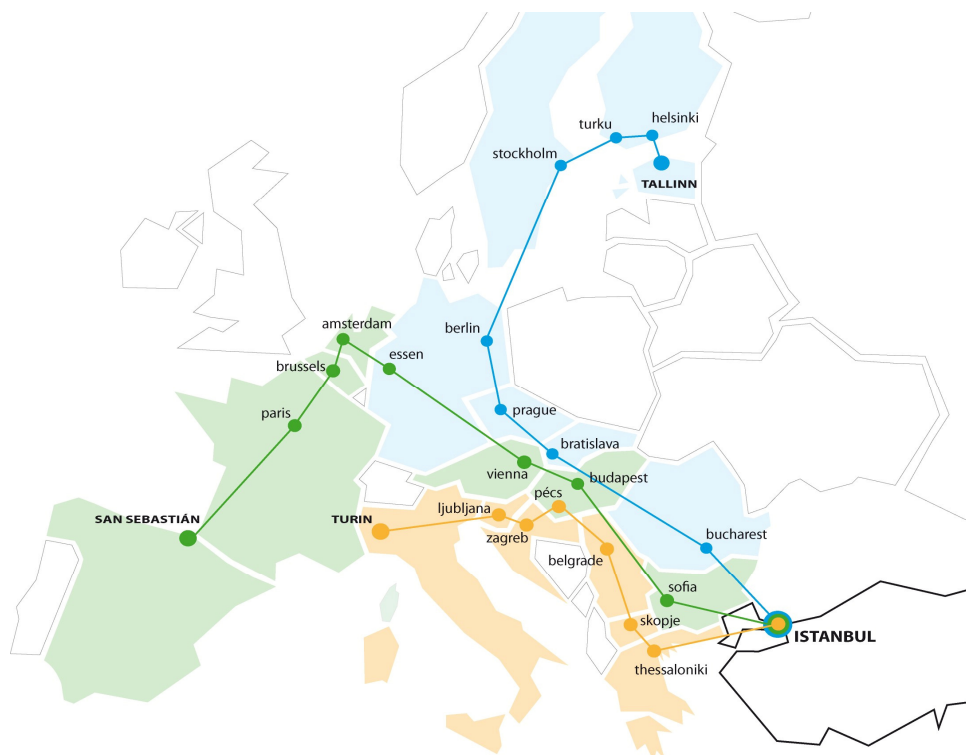 helsinki
turku
stockholm
TALLINN
amsterdam
berlin
essen
brussels
paris
prague
bratislava
vienna
budapest
pécs
ljubljana
SAN SEBASTIÁN
TURIN
zagreb
bucharest
belgrade
sofia
skopje
ISTANBUL
thessaloniki